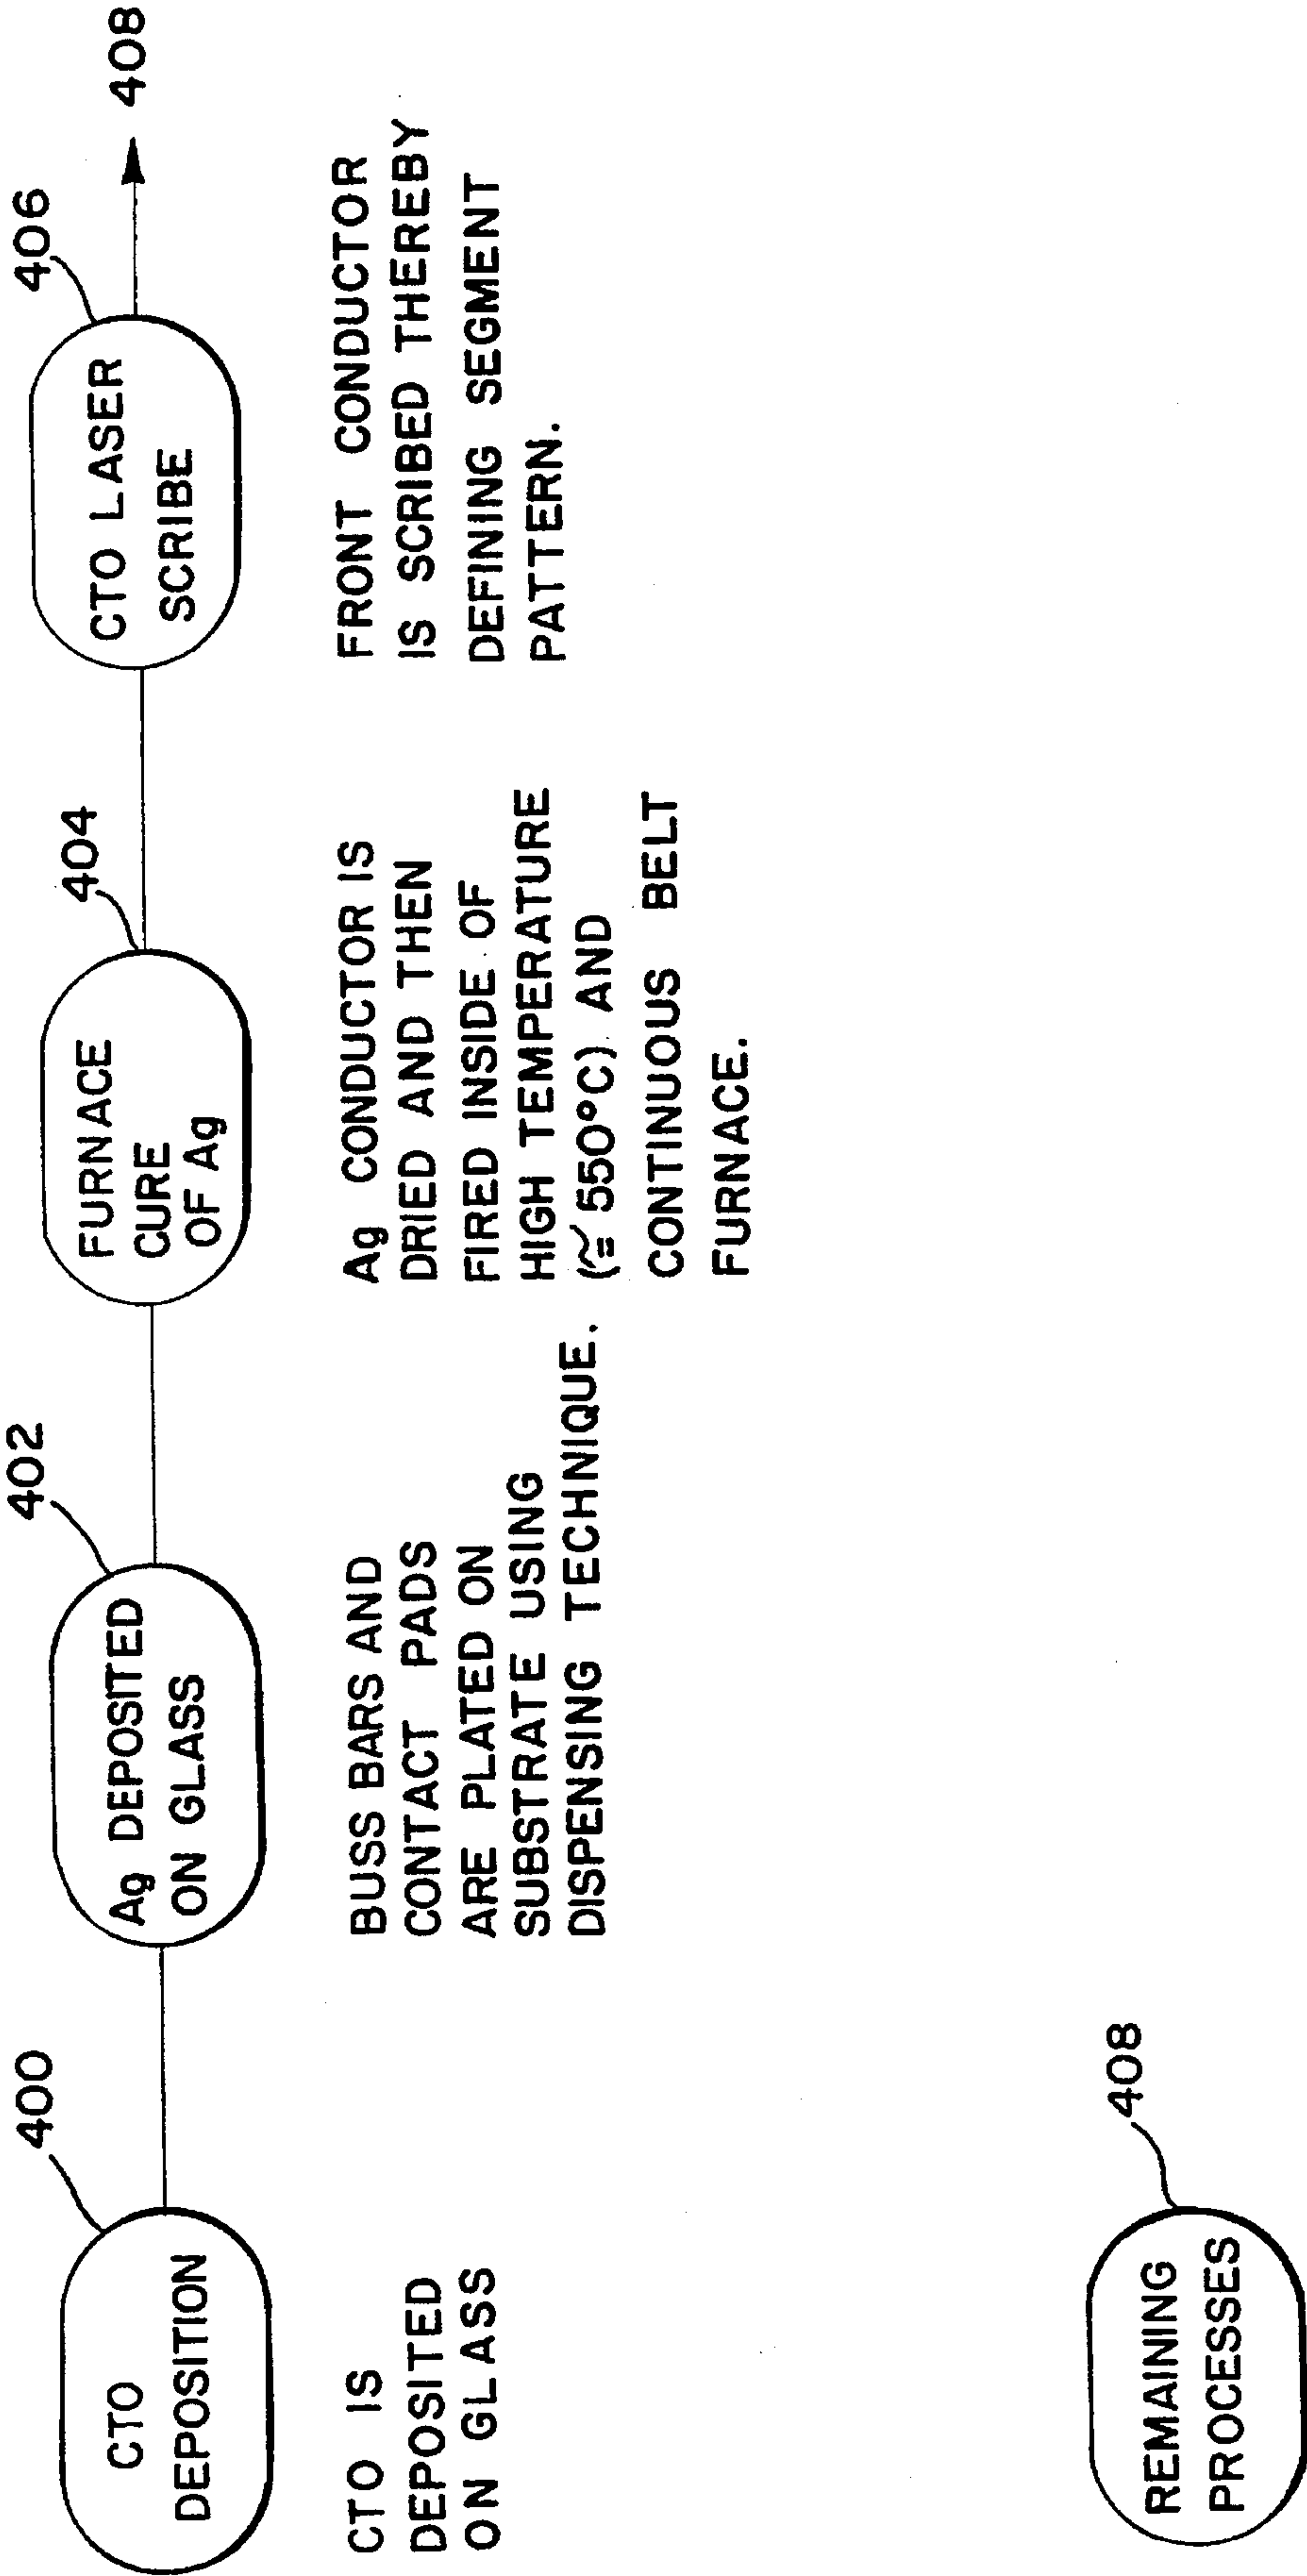 400
CTO
DEPOSITION
CTO IS
DEPOSITED
ON GLASS
402
Ag DEPOSITED
ON GLASS
BUSS BARS AND
CONTACT PADS
ARE PLATED ON
SUBSTRATE USING
DISPENSING TECHNIQUE.
404
FURNACE
CURE
OF Ag
Ag CONDUCTOR IS
DRIED AND THEN
FIRED INSIDE OF
HIGH TEMPERATURE
(≅ 550°C) AND
CONTINUOUS BELT
FURNACE.
406
CTO LASER
SCRIBE
408
FRONT CONDUCTOR
IS SCRIBED THEREBY
DEFINING SEGMENT
PATTERN.
408
REMAINING
PROCESSES